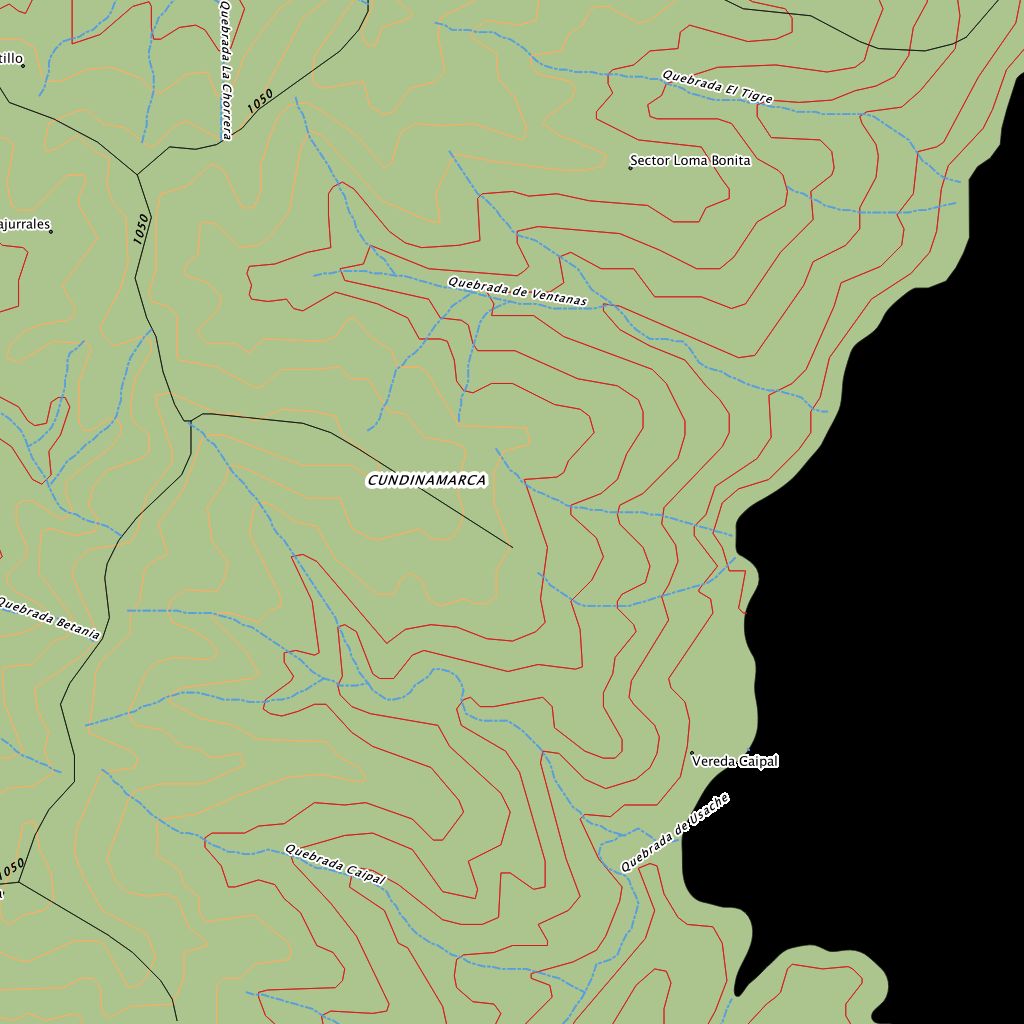 Quebrada La Chorrera
tillo
1050
Quebrada El Tigre
Sector Loma Bonita
ajurrales
1050
Quebrada de Ventanas
CUNDINAMARCA
Quebrada Betania
Vereda Caipal
Quebrada de Usache
Quebrada Caipal
1050
a